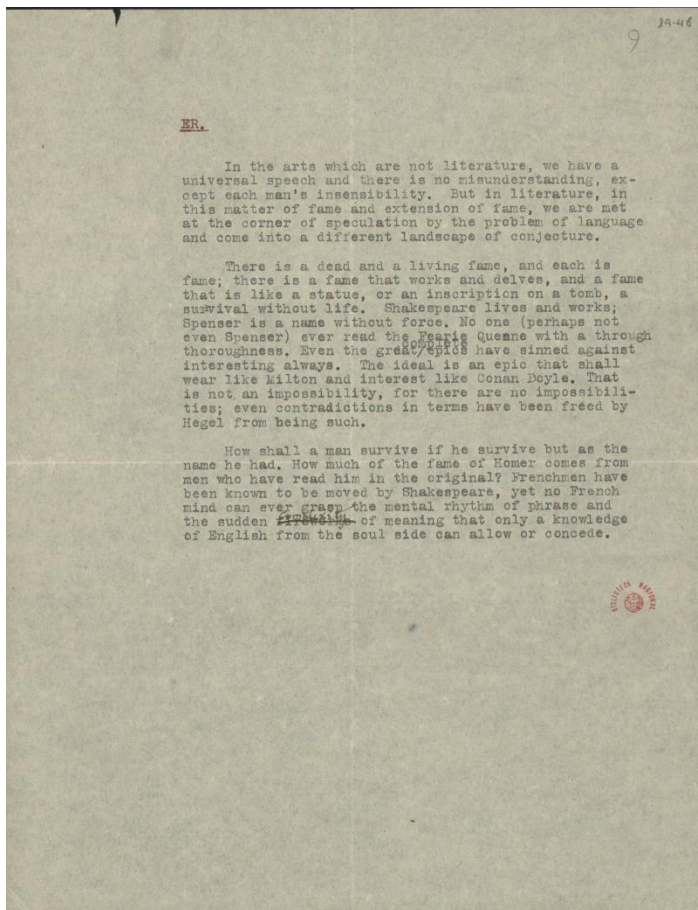 19-46
9
ER.
In the arts which are not literature, we have a
universal speech and there is no misunderstanding, ex-
cept each man's insensibility. But in literature, in
this matter of fame and extension of fame, we are met
at the corner of speculation by the problem of language
and come into a different landscape of conjecture.
There is a dead and a living fame, and each is
fame; there is a fame that works and delves, and a fame
that is like a statue, or an inscription on a tomb, a
survival without life. Shakespeare lives and works;
Spenser is a name without force. No one (perhaps not
even Spenser) ever read the Fearie Queene with a through
complete
thoroughness. Even the great/epics have sinned against
interesting always. The ideal is an epic that shall
wear like Milton and interest like Conan Doyle. That
is not an impossibility, for there are no impossibili-
ties; even contradictions in terms have been freed by
Hegel from being such.
How shall a man survive if he survive but as the
name he had. How much of the fame of Homer comes from
men who have read him in the original? Frenchmen have
been known to be moved by Shakespeare, yet no French
mind can ever grasp the mental rhythm of phrase and
the sudden fireworks of meaning that only a knowledge
of English from the soul side can allow or concede.
BIBLIOTECA NACIONAL